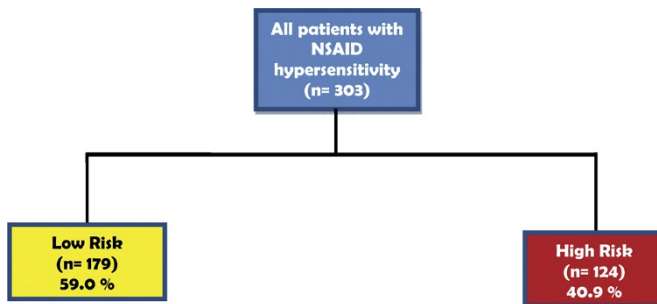 All patients with
NSAID
hypersensitivity
(n= 303)
Low Risk
(n= 179)
59.0 %
High Risk
(n= 124)
40.9 %